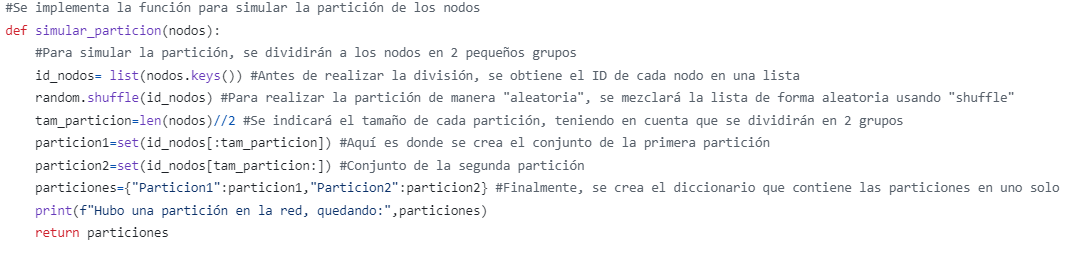 #Se implementa la función para simular la partición de los nodos
def simular_particion(nodos):
    #Para simular la partición, se dividirán a los nodos en 2 pequeños grupos
    id_nodos= list(nodos.keys()) #Antes de realizar la división, se obtiene el ID de cada nodo en una lista
    random.shuffle(id_nodos) #Para realizar la partición de manera "aleatoria", se mezclará la lista de forma aleatoria usando "shuffle"
    tam_particion=len(nodos)//2 #Se indicará el tamaño de cada partición, teniendo en cuenta que se dividirán en 2 grupos
    particion1=set(id_nodos[:tam_particion]) #Aquí es donde se crea el conjunto de la primera partición
    particion2=set(id_nodos[tam_particion:]) #Conjunto de la segunda partición
    particiones={"Particion1":particion1,"Particion2":particion2} #Finalmente, se crea el diccionario que contiene las particiones en uno solo
    print(f"Hubo una partición en la red, quedando:",particiones)
    return particiones